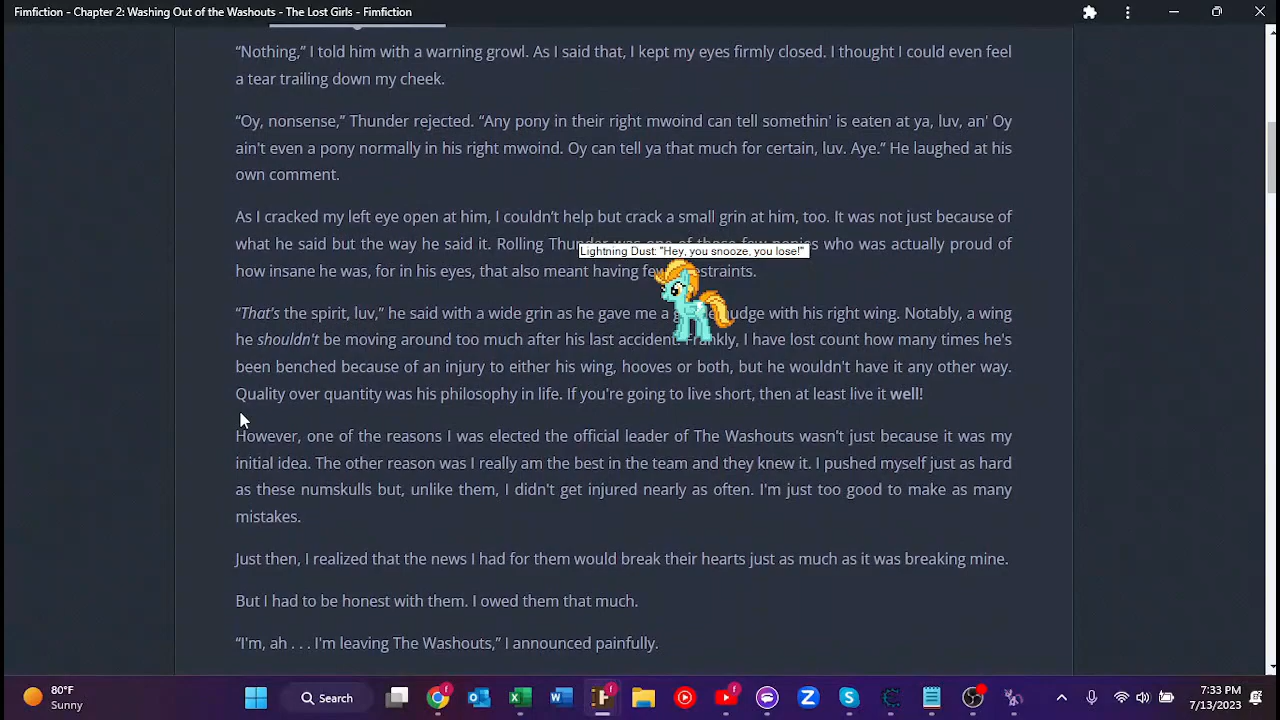 Fimfiction - Chapter 2: Washing Out of the Washouts - The Lost Girls - Fimfiction
“Nothing,” I told him with a warning growl. As I said that, I kept my eyes firmly closed. I thought I could even feel
a tear trailing down my cheek.
“Oy, nonsense,” Thunder rejected. “Any pony in their right mwoind can tell somethin' is eaten at ya, luv, an' Oy
ain't even a pony normally in his right mwoind. Oy can tell ya that much for certain, luv. Aye.” He laughed at his
own comment.
As I cracked my left eye open at him, I couldn’t help but crack a small grin at him, too. It was not just because of
what he said but the way he said it. Rolling Thunder was one of those few ponies who was actually proud of
Lightning Dust: "Hey, you snooze, you lose!"
how insane he was, for in his eyes, that also meant having few restraints.
“That's the spirit, luv,” he said with a wide grin as he gave me a nudge with his right wing. Notably, a wing
he shouldn't be moving around too much after his last accident. Frankly, I have lost count how many times he's
been benched because of an injury to either his wing, hooves or both, but he wouldn't have it any other way.
Quality over quantity was his philosophy in life. If you're going to live short, then at least live it well!
However, one of the reasons I was elected the official leader of The Washouts wasn't just because it was my
initial idea. The other reason was I really am the best in the team and they knew it. I pushed myself just as hard
as these numskulls but, unlike them, I didn't get injured nearly as often. I'm just too good to make as many
mistakes.
Just then, I realized that the news I had for them would break their hearts just as much as it was breaking mine.
But I had to be honest with them. I owed them that much.
“I'm, ah . . . I'm leaving The Washouts,” I announced painfully.
80°F
Sunny
Search
7:33 PM
7/13/2023